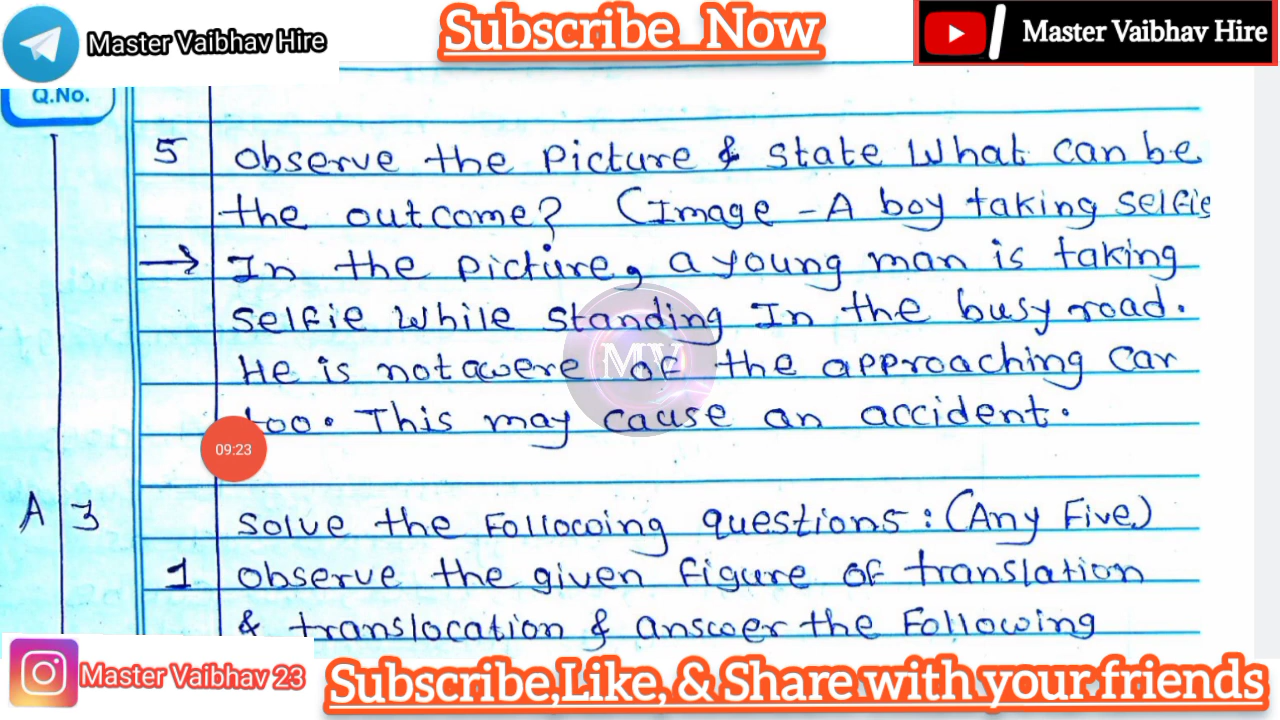 Master Vaibhav Hire
Subscribe Now
Master Vaibhav Hire
Q.No.
5 Observe the Picture & state What can be
the outcome? (Image - A boy taking selfie
→ In the picture, a young man is taking
selfie While standing In the busy road.
He is not awere of the approaching Car
too. This may cause an accident.
MV
09:23
A 3 Solve the Following questions : (Any Five)
1 Observe the given figure of translation
& translocation & answer the Following
Master Vaibhav 23
Subscribe,Like, & Share with your friends